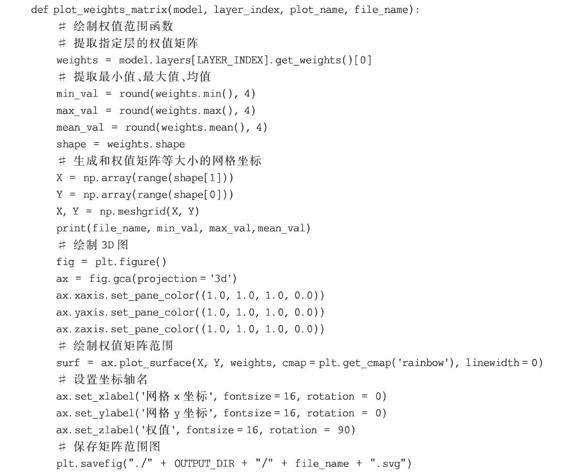 def plot_weights_matrix(model, layer_index, plot_name, file_name):
    # 绘制权值范围函数
    # 提取指定层的权值矩阵
    weights = model.layers[LAYER_INDEX].get_weights()[0]
    # 提取最小值、最大值、均值
    min_val = round(weights.min(), 4)
    max_val = round(weights.max(), 4)
    mean_val = round(weights.mean(), 4)
    shape = weights.shape
    # 生成和权值矩阵等大小的网格坐标
    X = np.array(range(shape[1]))
    Y = np.array(range(shape[0]))
    X, Y = np.meshgrid(X, Y)
    print(file_name, min_val, max_val,mean_val)
    # 绘制 3D 图
    fig = plt.figure()
    ax = fig.gca(projection = '3d')
    ax.xaxis.set_pane_color((1.0, 1.0, 1.0, 0.0))
    ax.yaxis.set_pane_color((1.0, 1.0, 1.0, 0.0))
    ax.zaxis.set_pane_color((1.0, 1.0, 1.0, 0.0))
    # 绘制权值矩阵范围
    surf = ax.plot_surface(X, Y, weights, cmap = plt.get_cmap('rainbow'), linewidth = 0)
    # 设置坐标轴名
    ax.set_xlabel('网格 x 坐标', fontsize = 16, rotation = 0)
    ax.set_ylabel('网格 y 坐标', fontsize = 16, rotation = 0)
    ax.set_zlabel('权值', fontsize = 16, rotation = 90)
    # 保存矩阵范围图
    plt.savefig("./" + OUTPUT_DIR + "/" + file_name + ".svg")